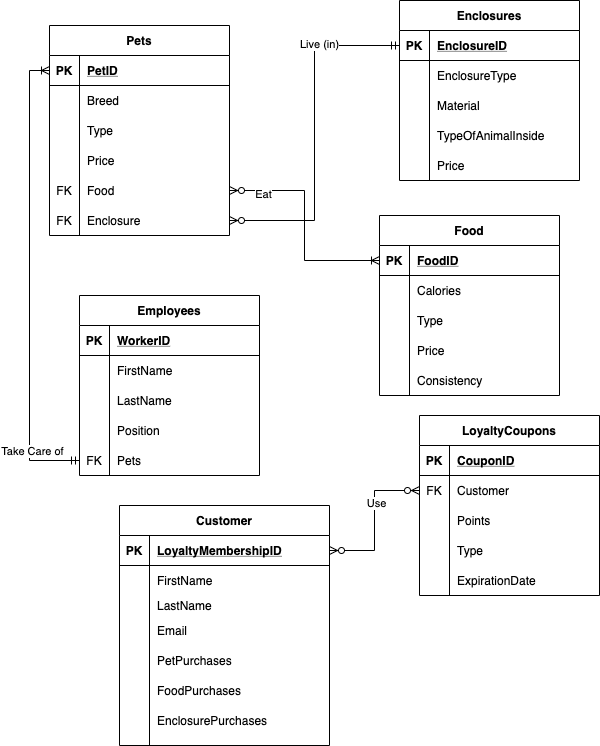 Enclosures
PK EnclosureID
EnclosureType
Material
TypeOfAnimalInside
Price
Live (in)
Pets
PK PetID
Breed
Type
Price
FK Food
FK Enclosure
Eat
Food
PK FoodID
Calories
Type
Price
Consistency
Employees
PK WorkerID
FirstName
LastName
Position
FK Pets
Take Care of
LoyaltyCoupons
PK CouponID
FK Customer
Points
Type
ExpirationDate
Use
Customer
PK LoyaltyMembershipID
FirstName
LastName
Email
PetPurchases
FoodPurchases
EnclosurePurchases